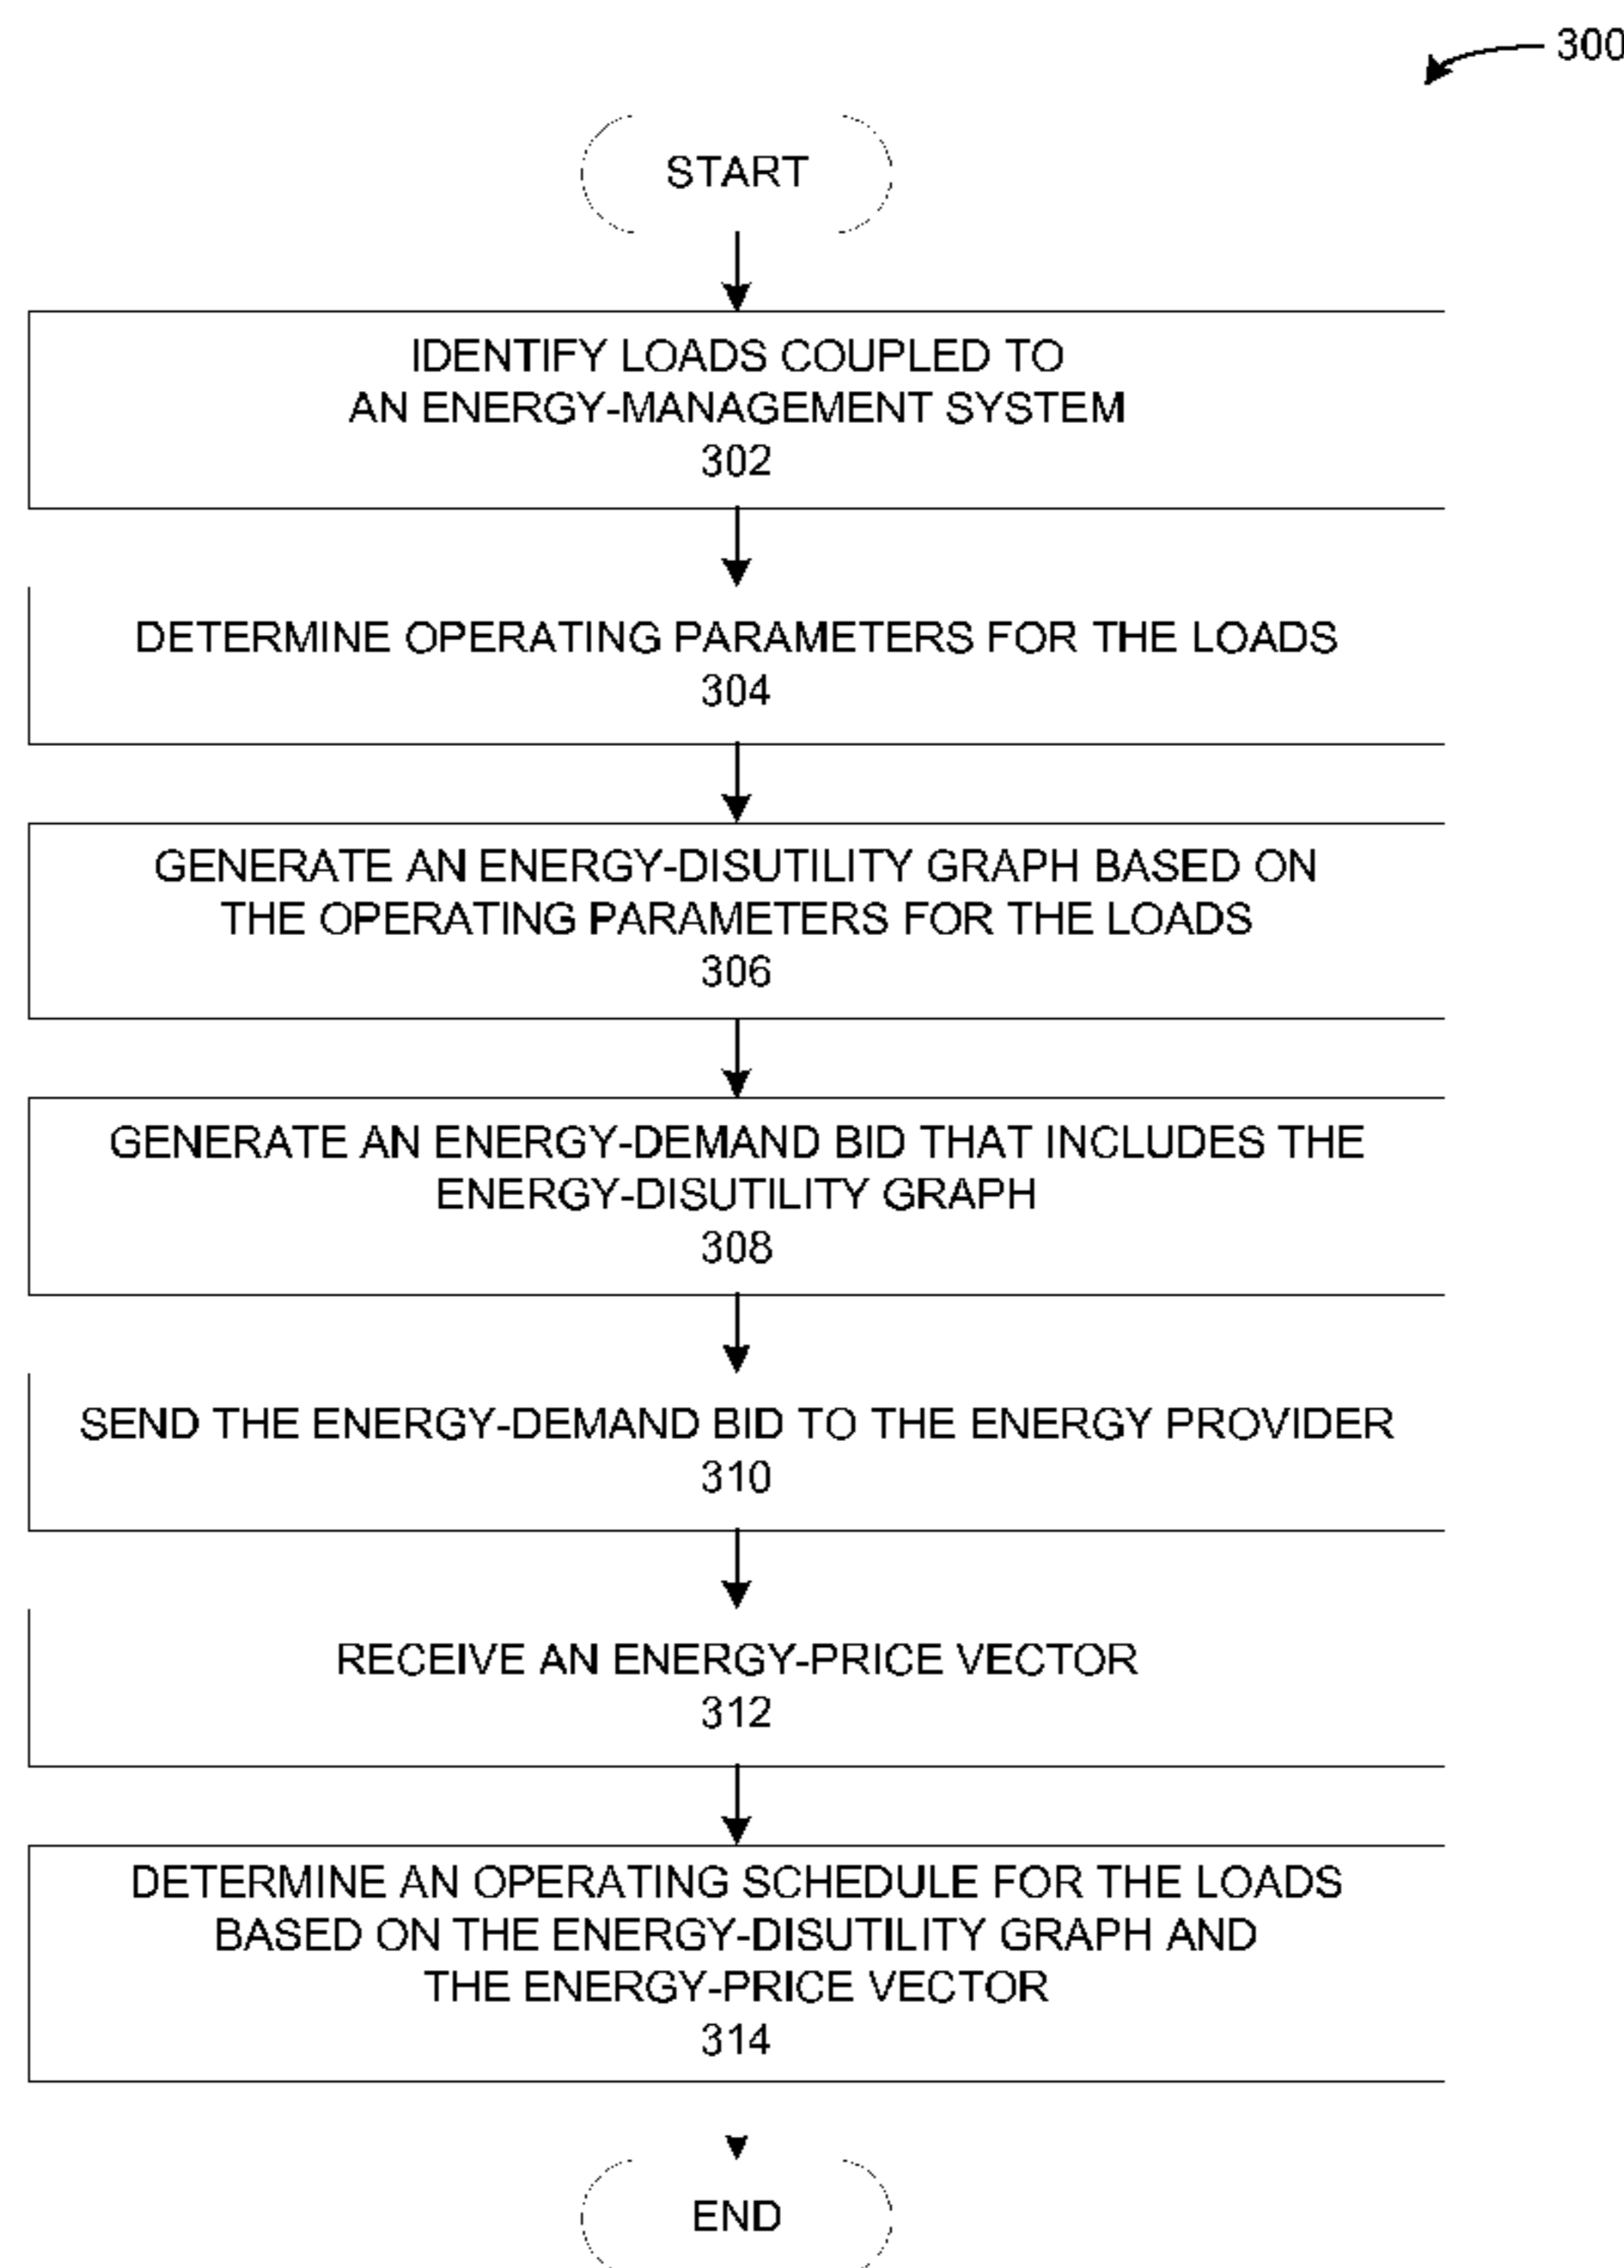 300
START
IDENTIFY LOADS COUPLED TO
AN ENERGY-MANAGEMENT SYSTEM
302
DETERMINE OPERATING PARAMETERS FOR THE LOADS
304
GENERATE AN ENERGY-DISUTILITY GRAPH BASED ON
THE OPERATING PARAMETERS FOR THE LOADS
306
GENERATE AN ENERGY-DEMAND BID THAT INCLUDES THE
ENERGY-DISUTILITY GRAPH
308
SEND THE ENERGY-DEMAND BID TO THE ENERGY PROVIDER
310
RECEIVE AN ENERGY-PRICE VECTOR
312
DETERMINE AN OPERATING SCHEDULE FOR THE LOADS
BASED ON THE ENERGY-DISUTILITY GRAPH AND
THE ENERGY-PRICE VECTOR
314
END